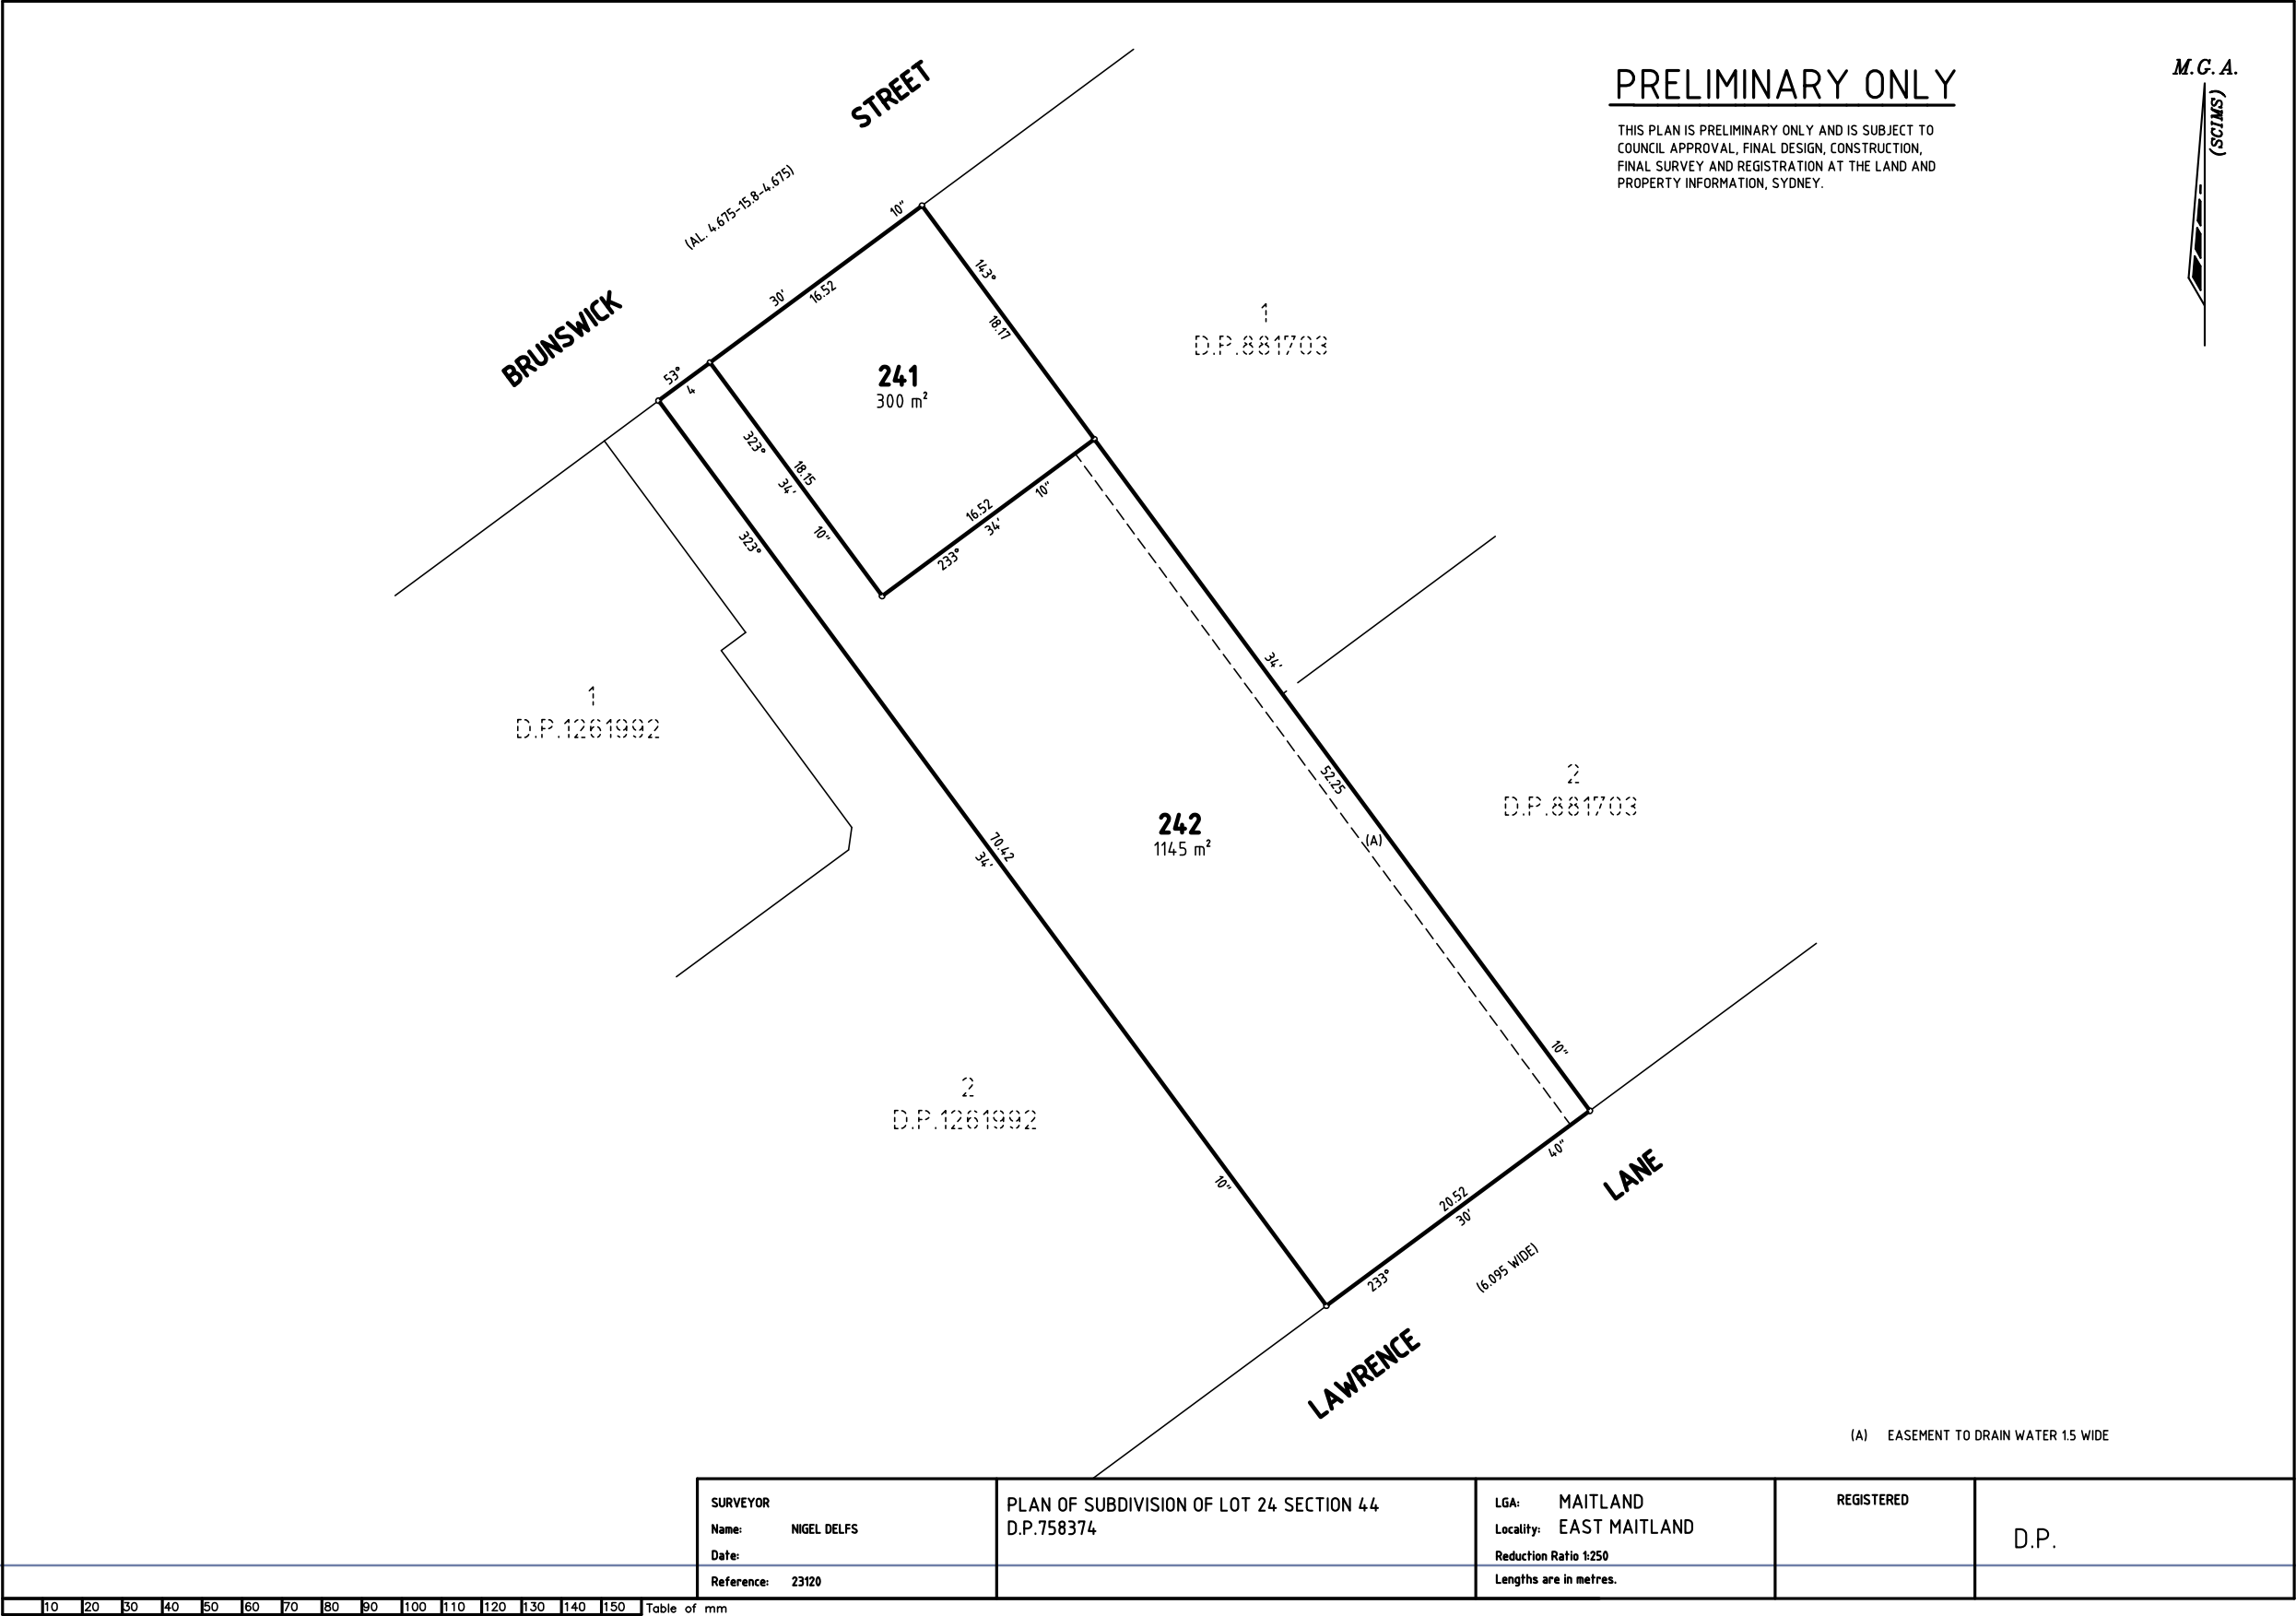 STREET
BRUNSWICK
(AL. 4.675-15.8-4.675)
PRELIMINARY ONLY
THIS PLAN IS PRELIMINARY ONLY AND IS SUBJECT TO
COUNCIL APPROVAL, FINAL DESIGN, CONSTRUCTION,
FINAL SURVEY AND REGISTRATION AT THE LAND AND
PROPERTY INFORMATION, SYDNEY.
M.G.A.
(SCIMS)
53°
30'
10"
4
16.52
143°
18.17
241
300 m²
1
D.P.881703
323°
18.15
34'
10"
16.52
233°
34'
10"
323°
70.42
34'
10"
34'
52.25
10"
(A)
1
D.P.1261992
242
1145 m²
2
D.P.881703
2
D.P.1261992
20.52
233°
30'
40"
LANE
LAWRENCE
(6.095 WIDE)
(A) EASEMENT TO DRAIN WATER 1.5 WIDE
SURVEYOR
Name: NIGEL DELFS
Date:
Reference: 23120
PLAN OF SUBDIVISION OF LOT 24 SECTION 44
D.P.758374
LGA: MAITLAND
Locality: EAST MAITLAND
Reduction Ratio 1:250
Lengths are in metres.
REGISTERED
D.P.
10 20 30 40 50 60 70 80 90 100 110 120 130 140 150 Table of mm